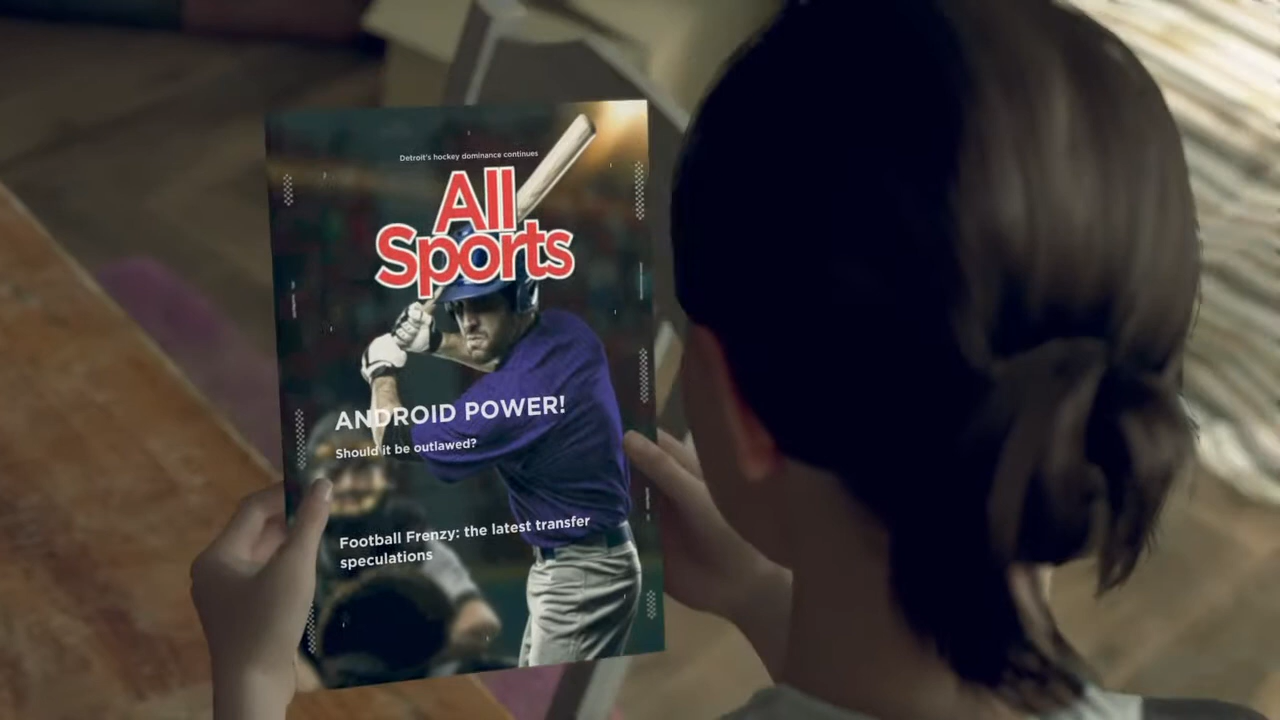 Detroit's hockey dominance continues
All
Sports
ANDROID POWER!
Should it be outlawed?
Football Frenzy: the latest transfer
speculations